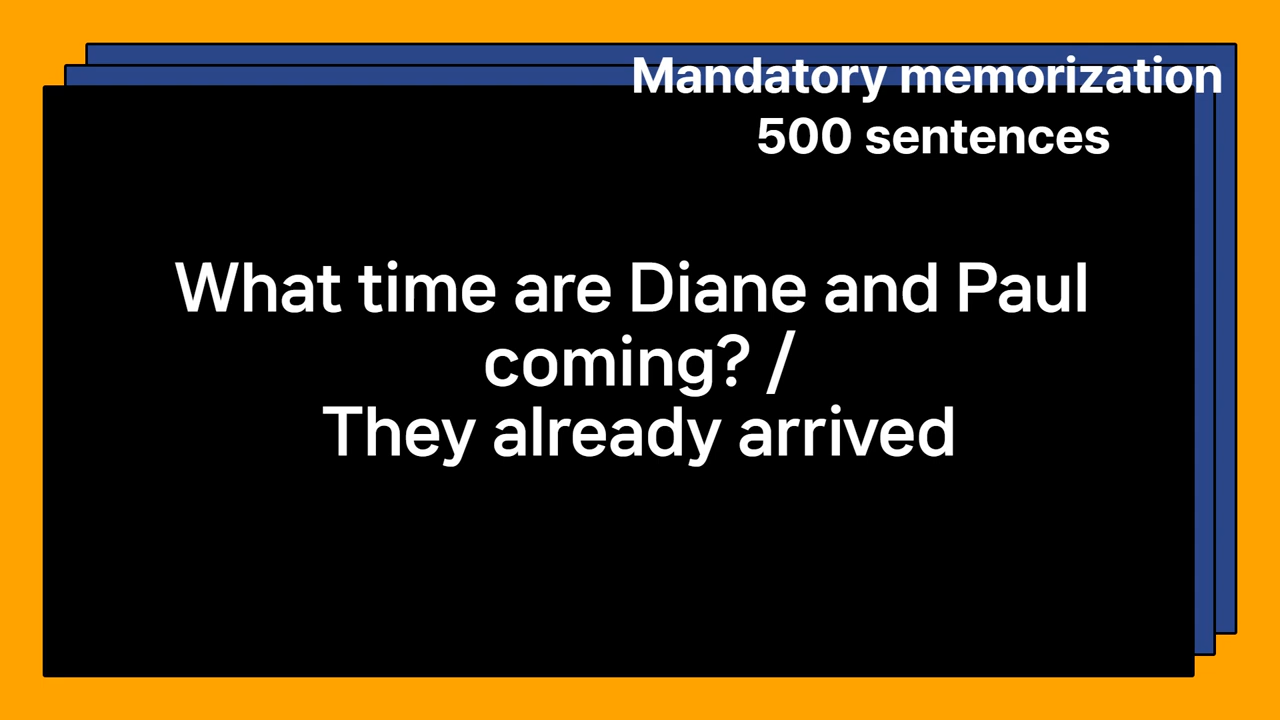 Mandatory memorization
500 sentences
What time are Diane and Paul
coming? /
They already arrived